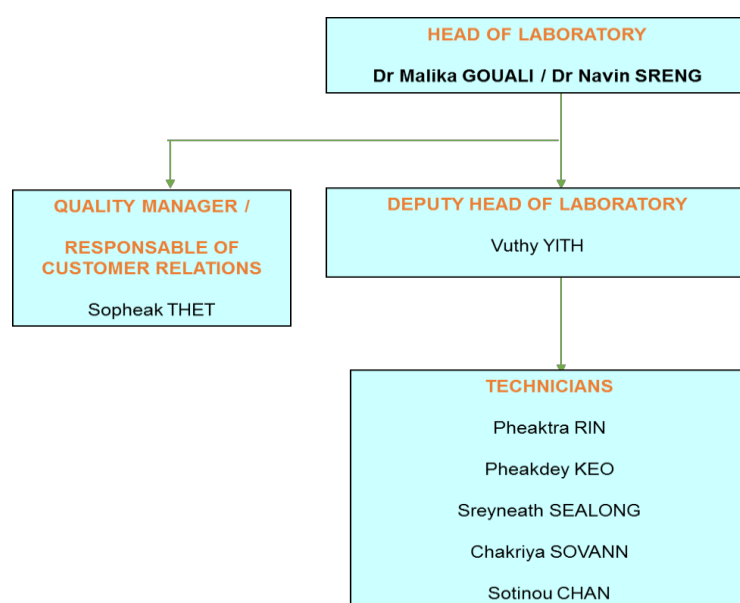 HEAD OF LABORATORY
Dr Malika GOUALI / Dr Navin SRENG
QUALITY MANAGER /
RESPONSABLE OF
CUSTOMER RELATIONS
Sopheak THET
DEPUTY HEAD OF LABORATORY
Vuthy YITH
TECHNICIANS
Pheaktra RIN
Pheakdey KEO
Sreyneath SEALONG
Chakriya SOVANN
Sotinou CHAN